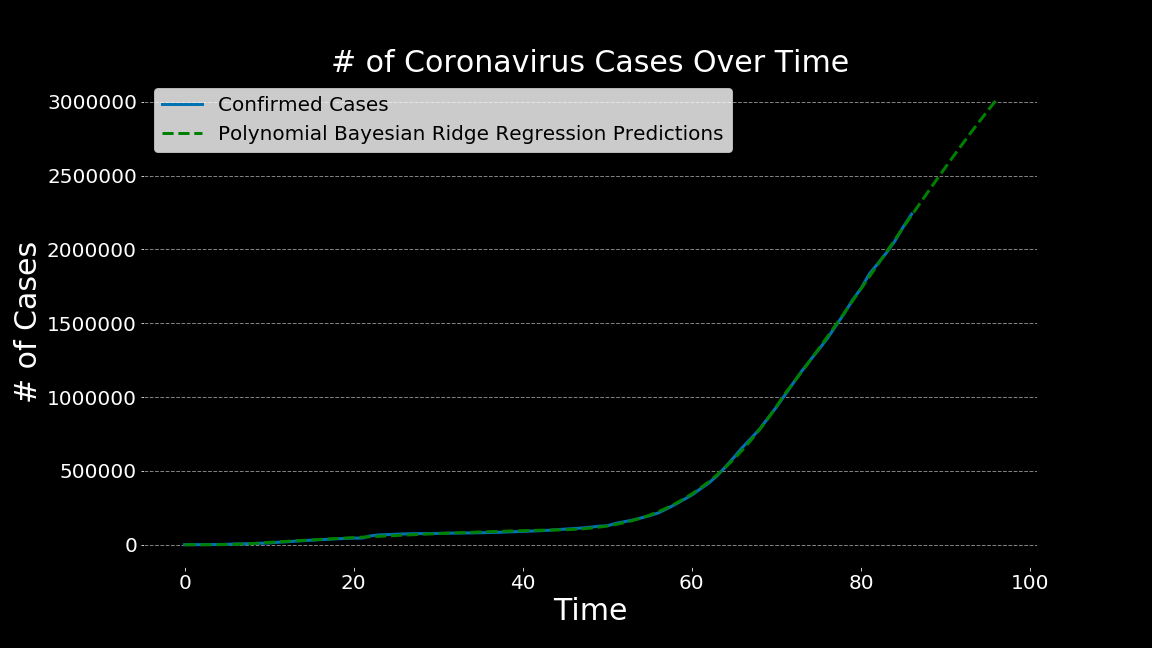 # of Coronavirus Cases Over Time
Confirmed Cases
Polynomial Bayesian Ridge Regression Predictions
# of Cases
3000000
2500000
2000000
1500000
1000000
500000
0
0 20 40 60 80 100
Time